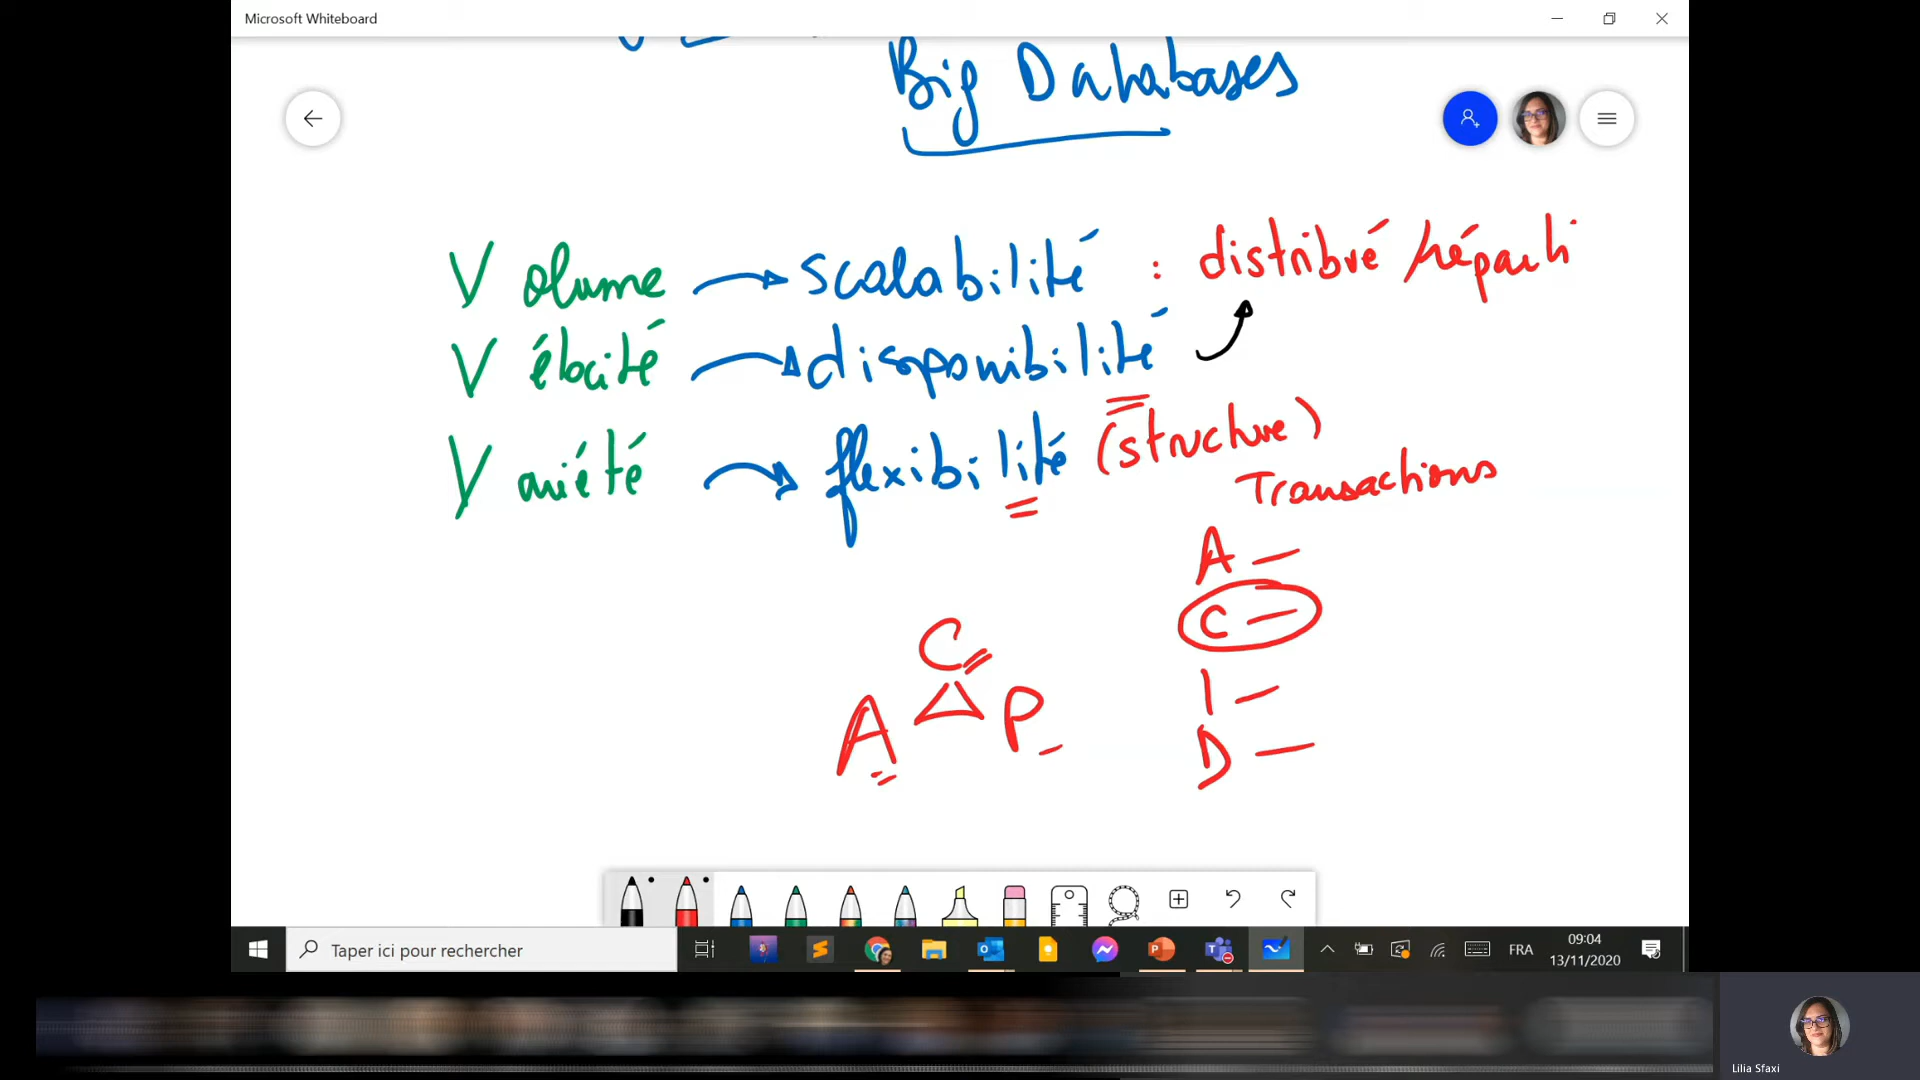 Microsoft Whiteboard
Big Databases
Volume → scalabilité : distribué / réparti
Vélocité → disponibilité
Variété → flexibilité (structure)
Transactions
A —
C —
I —
D —
C
A P
Taper ici pour rechercher
FRA
09:04
13/11/2020
Lilia Sfaxi